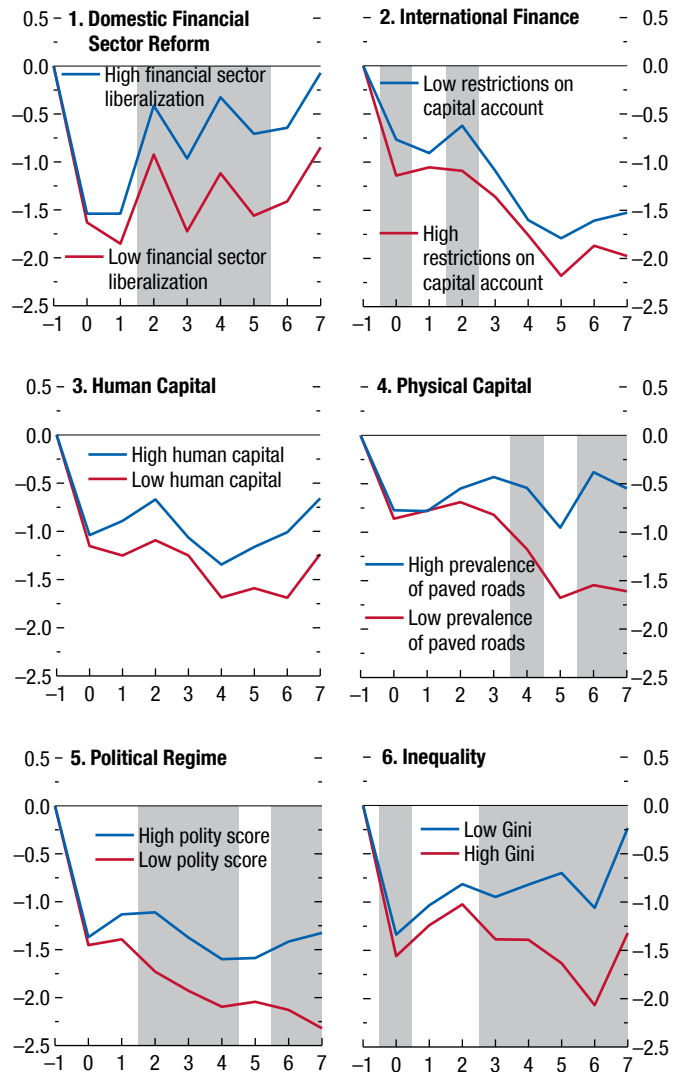 1. Domestic Financial
Sector Reform
0.5
0.0
–0.5
–1.0
–1.5
–2.0
–2.5
High financial sector
liberalization
Low financial sector
liberalization
–1 0 1 2 3 4 5 6 7
2. International Finance
0.5
0.0
–0.5
–1.0
–1.5
–2.0
–2.5
Low restrictions on
capital account
High
restrictions on
capital account
–1 0 1 2 3 4 5 6 7
3. Human Capital
0.5
0.0
–0.5
–1.0
–1.5
–2.0
–2.5
High human capital
Low human capital
–1 0 1 2 3 4 5 6 7
4. Physical Capital
0.5
0.0
–0.5
–1.0
–1.5
–2.0
–2.5
High prevalence
of paved roads
Low prevalence
of paved roads
–1 0 1 2 3 4 5 6 7
5. Political Regime
0.5
0.0
–0.5
–1.0
–1.5
–2.0
–2.5
High polity score
Low polity score
–1 0 1 2 3 4 5 6 7
6. Inequality
0.5
0.0
–0.5
–1.0
–1.5
–2.0
–2.5
Low Gini
High Gini
–1 0 1 2 3 4 5 6 7